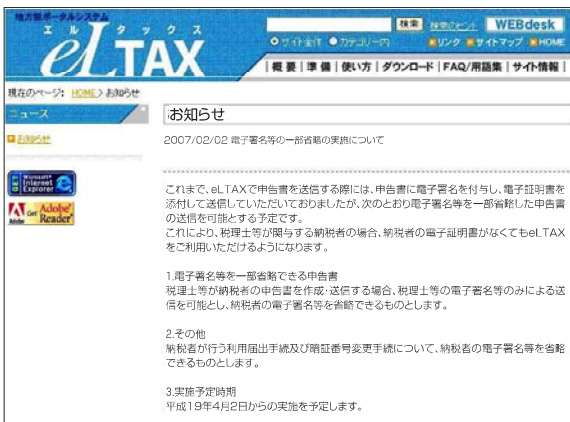 地方税ポータルシステム
エルタックス
eLTAX
検索 検索のヒント WEBdesk
サイト全体 カテゴリー内 リンク サイトマップ HOME
概要 | 準備 | 使い方 | ダウンロード | FAQ/用語集 | サイト情報 |
現在のページ： HOME > お知らせ
ニュース
お知らせ
Microsoft Internet Explorer
Get Adobe Reader
Adobe
お知らせ
2007/02/02 電子署名等の一部省略の実施について
これまで、eLTAXで申告書を送信する際には、申告書に電子署名を付与し、電子証明書を
添付して送信していただいておりましたが、次のとおり電子署名等を一部省略した申告書
の送信を可能とする予定です。
これにより、税理士等が関与する納税者の場合、納税者の電子証明書がなくてもeLTAX
をご利用いただけるようになります。
1.電子署名等を一部省略できる申告書
税理士等が納税者の申告書を作成・送信する場合、税理士等の電子署名等のみによる送
信を可能とし、納税者の電子署名等を省略できるものとします。
2.その他
納税者が行う利用届出手続及び暗証番号変更手続について、納税者の電子署名等を省略
できるものとします。
3.実施予定時期
平成19年4月2日からの実施を予定します。